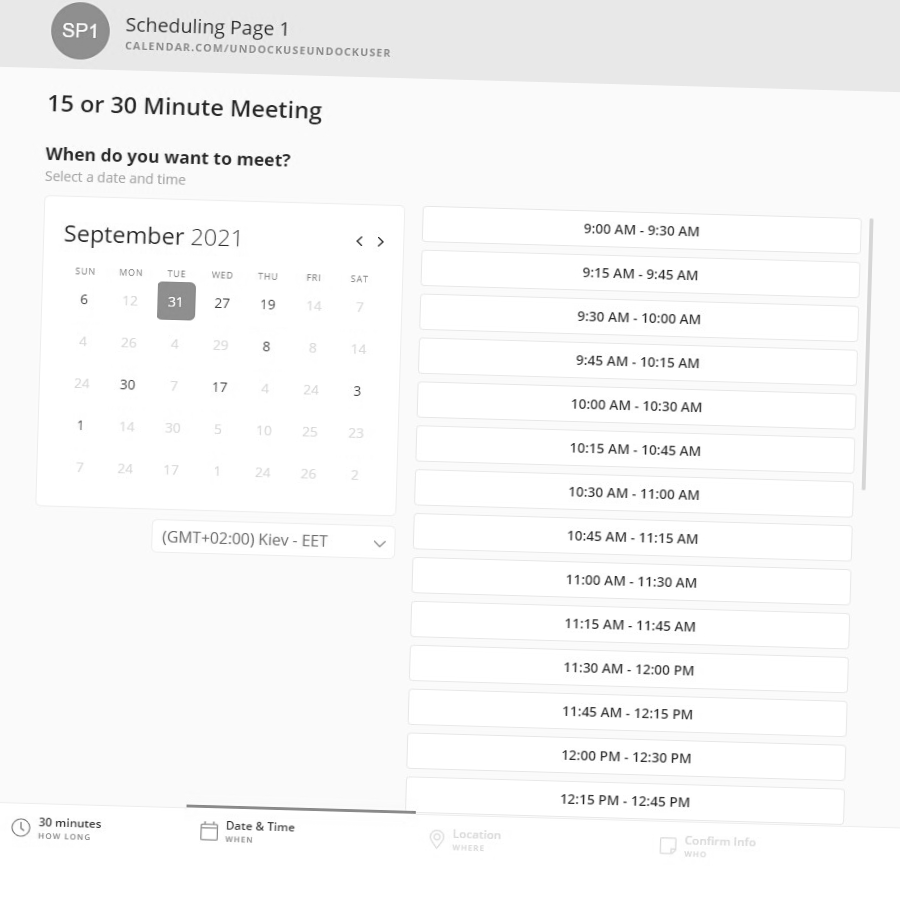 SP1
Scheduling Page 1
CALENDAR.COM/UNDOCKUSEUNDOCKUSER
15 or 30 Minute Meeting
When do you want to meet?
Select a date and time
September 2021
SUN MON TUE WED THU FRI SAT
6 12 31 27 19 14 7
4 26 4 29 8 8 14
24 30 7 17 4 24 3
1 14 30 5 10 25 23
7 24 17 1 24 26 2
(GMT+02:00) Kiev - EET
9:00 AM - 9:30 AM
9:15 AM - 9:45 AM
9:30 AM - 10:00 AM
9:45 AM - 10:15 AM
10:00 AM - 10:30 AM
10:15 AM - 10:45 AM
10:30 AM - 11:00 AM
10:45 AM - 11:15 AM
11:00 AM - 11:30 AM
11:15 AM - 11:45 AM
11:30 AM - 12:00 PM
11:45 AM - 12:15 PM
12:00 PM - 12:30 PM
12:15 PM - 12:45 PM
30 minutes
HOW LONG
Date & Time
WHEN
Location
WHERE
Confirm Info
WHO